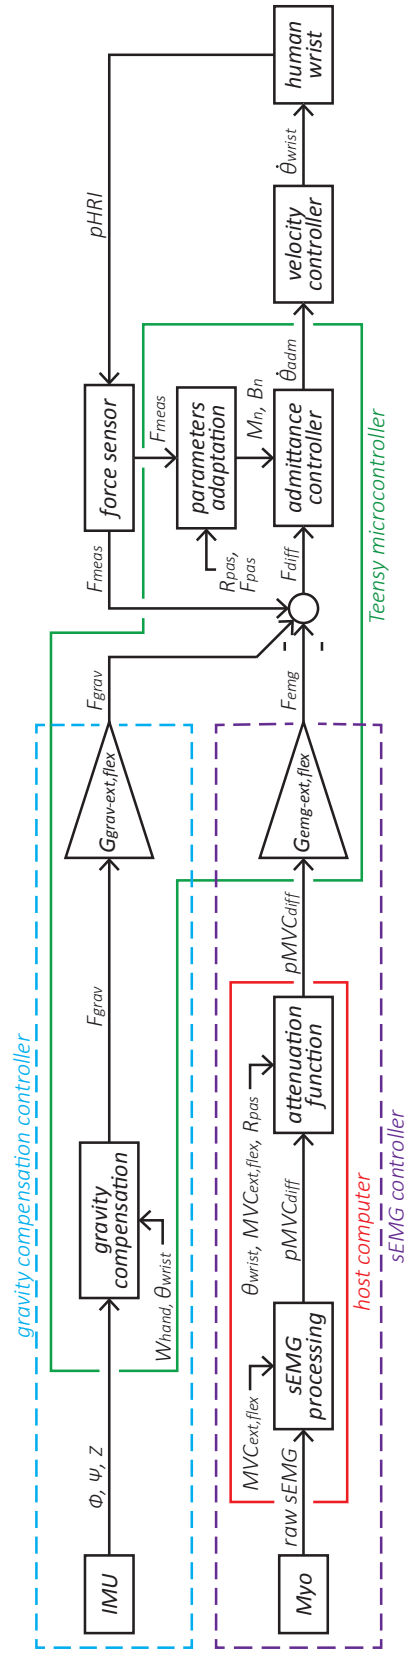 gravity compensation controller
IMU
Φ, Ψ, Z
gravity
compensation
Whand, θwrist
Fgrav
Ggrav-ext,flex
Fgrav
Fmeas
force sensor
pHRI
Fmeas
Rpas,
Fpas
parameters
adaptation
Mn, Bn
Myo
raw sEMG
MVCext,flex
sEMG
processing
pMVCdiff
θwrist, MVCext,flex, Rpas
attenuation
function
pMVCdiff
Gemg-ext,flex
Femg
-
-
Fdiff
admittance
controller
θ̇adm
velocity
controller
θ̇wrist
human
wrist
host computer
sEMG controller
Teensy microcontroller